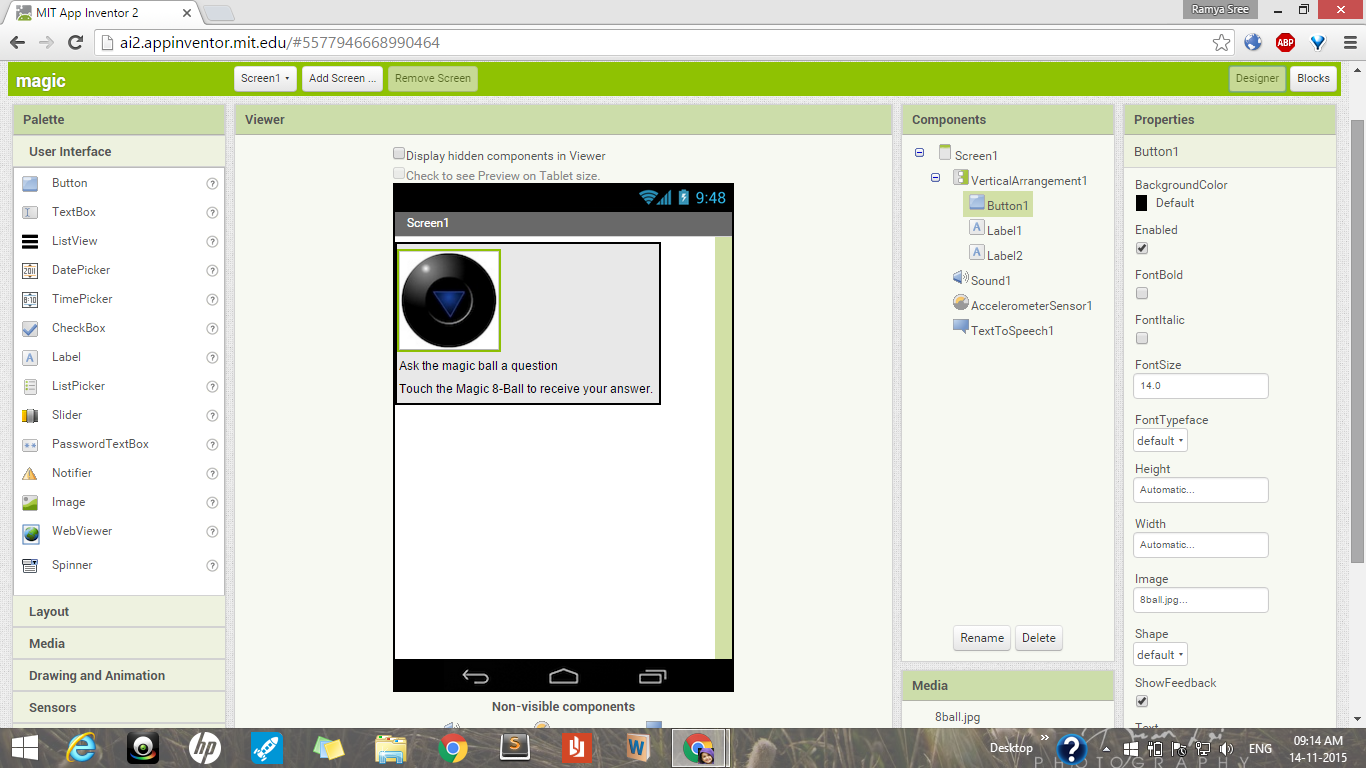 MIT App Inventor 2
Ramya Sree
ai2.appinventor.mit.edu/#5577946668990464
ABP
magic
Screen1
Add Screen ...
Remove Screen
Designer
Blocks
Palette
User Interface
Button ?
TextBox ?
ListView ?
DatePicker ?
TimePicker ?
CheckBox ?
Label ?
ListPicker ?
Slider ?
PasswordTextBox ?
Notifier ?
Image ?
WebViewer ?
Spinner ?
Layout
Media
Drawing and Animation
Sensors
Viewer
Display hidden components in Viewer
Check to see Preview on Tablet size.
9:48
Screen1
Ask the magic ball a question
Touch the Magic 8-Ball to receive your answer.
Non-visible components
Components
Screen1
VerticalArrangement1
Button1
Label1
Label2
Sound1
AccelerometerSensor1
TextToSpeech1
Rename
Delete
Media
8ball.jpg
Properties
Button1
BackgroundColor
Default
Enabled
FontBold
FontItalic
FontSize
14.0
FontTypeface
default
Height
Automatic...
Width
Automatic...
Image
8ball.jpg...
Shape
default
ShowFeedback
Text
hp
S
W
Desktop
»
?
ENG
09:14 AM
14-11-2015
PHOTOGRAPHY